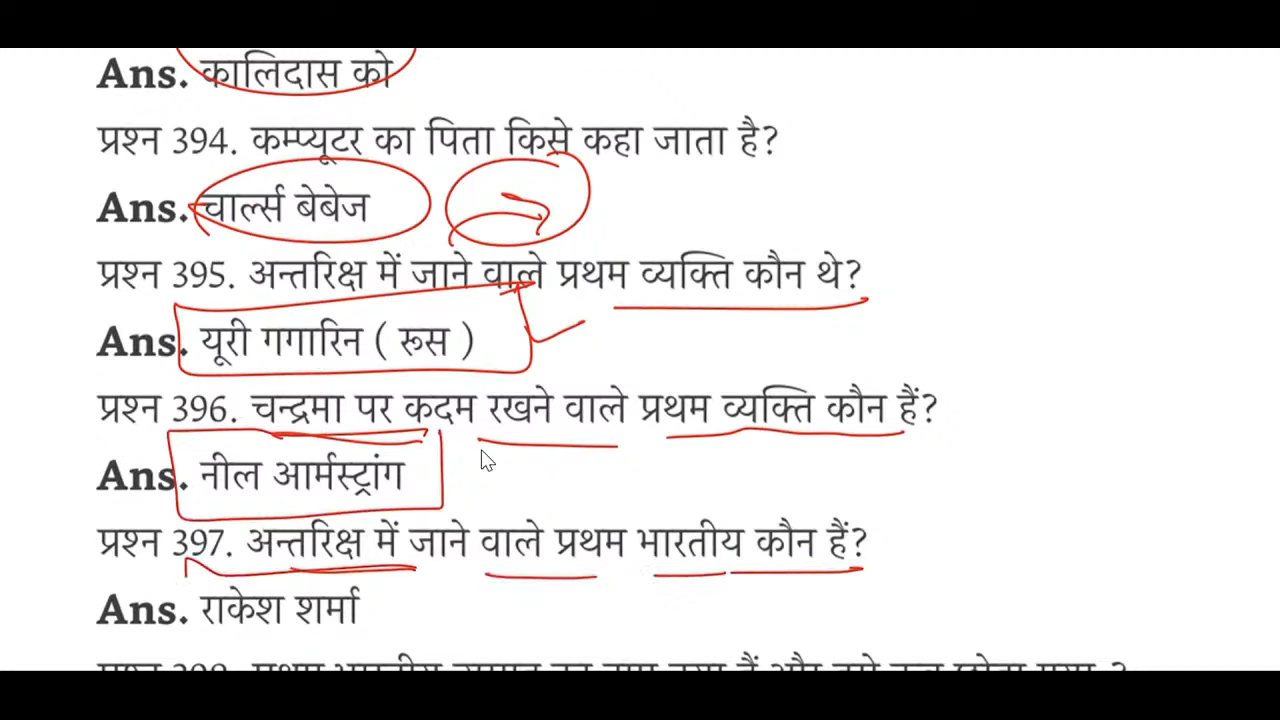 Ans. कालिदास को
प्रश्न 394. कम्प्यूटर का पिता किसे कहा जाता है?
Ans. चार्ल्स बेबेज
प्रश्न 395. अन्तरिक्ष में जाने वाले प्रथम व्यक्ति कौन थे?
Ans. यूरी गगारिन ( रूस )
प्रश्न 396. चन्द्रमा पर कदम रखने वाले प्रथम व्यक्ति कौन हैं?
Ans. नील आर्मस्ट्रांग
प्रश्न 397. अन्तरिक्ष में जाने वाले प्रथम भारतीय कौन हैं?
Ans. राकेश शर्मा